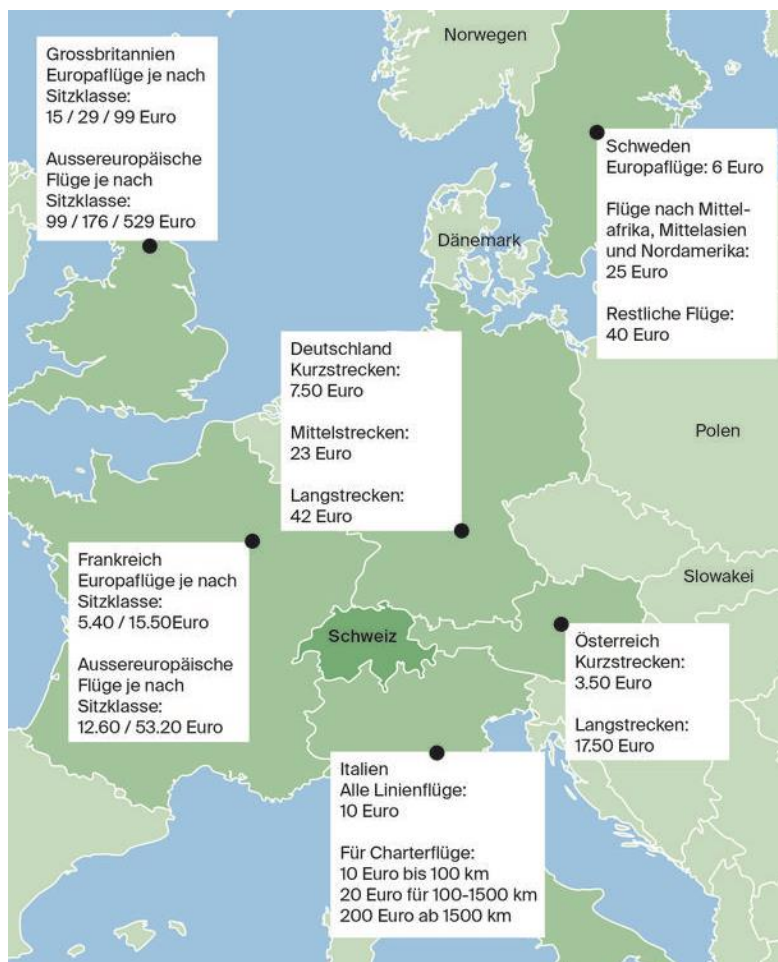 Grossbritannien
Europaflüge je nach
Sitzklasse:
15 / 29 / 99 Euro
Aussereuropäische
Flüge je nach
Sitzklasse:
99 / 176 / 529 Euro
Norwegen
Schweden
Europaflüge: 6 Euro
Flüge nach Mittel-
afrika, Mittelasien
und Nordamerika:
25 Euro
Restliche Flüge:
40 Euro
Dänemark
Deutschland
Kurzstrecken:
7.50 Euro
Mittelstrecken:
23 Euro
Langstrecken:
42 Euro
Polen
Frankreich
Europaflüge je nach
Sitzklasse:
5.40 / 15.50Euro
Aussereuropäische
Flüge je nach
Sitzklasse:
12.60 / 53.20 Euro
Slowakei
Schweiz
Österreich
Kurzstrecken:
3.50 Euro
Langstrecken:
17.50 Euro
Italien
Alle Linienflüge:
10 Euro
Für Charterflüge:
10 Euro bis 100 km
20 Euro für 100-1500 km
200 Euro ab 1500 km